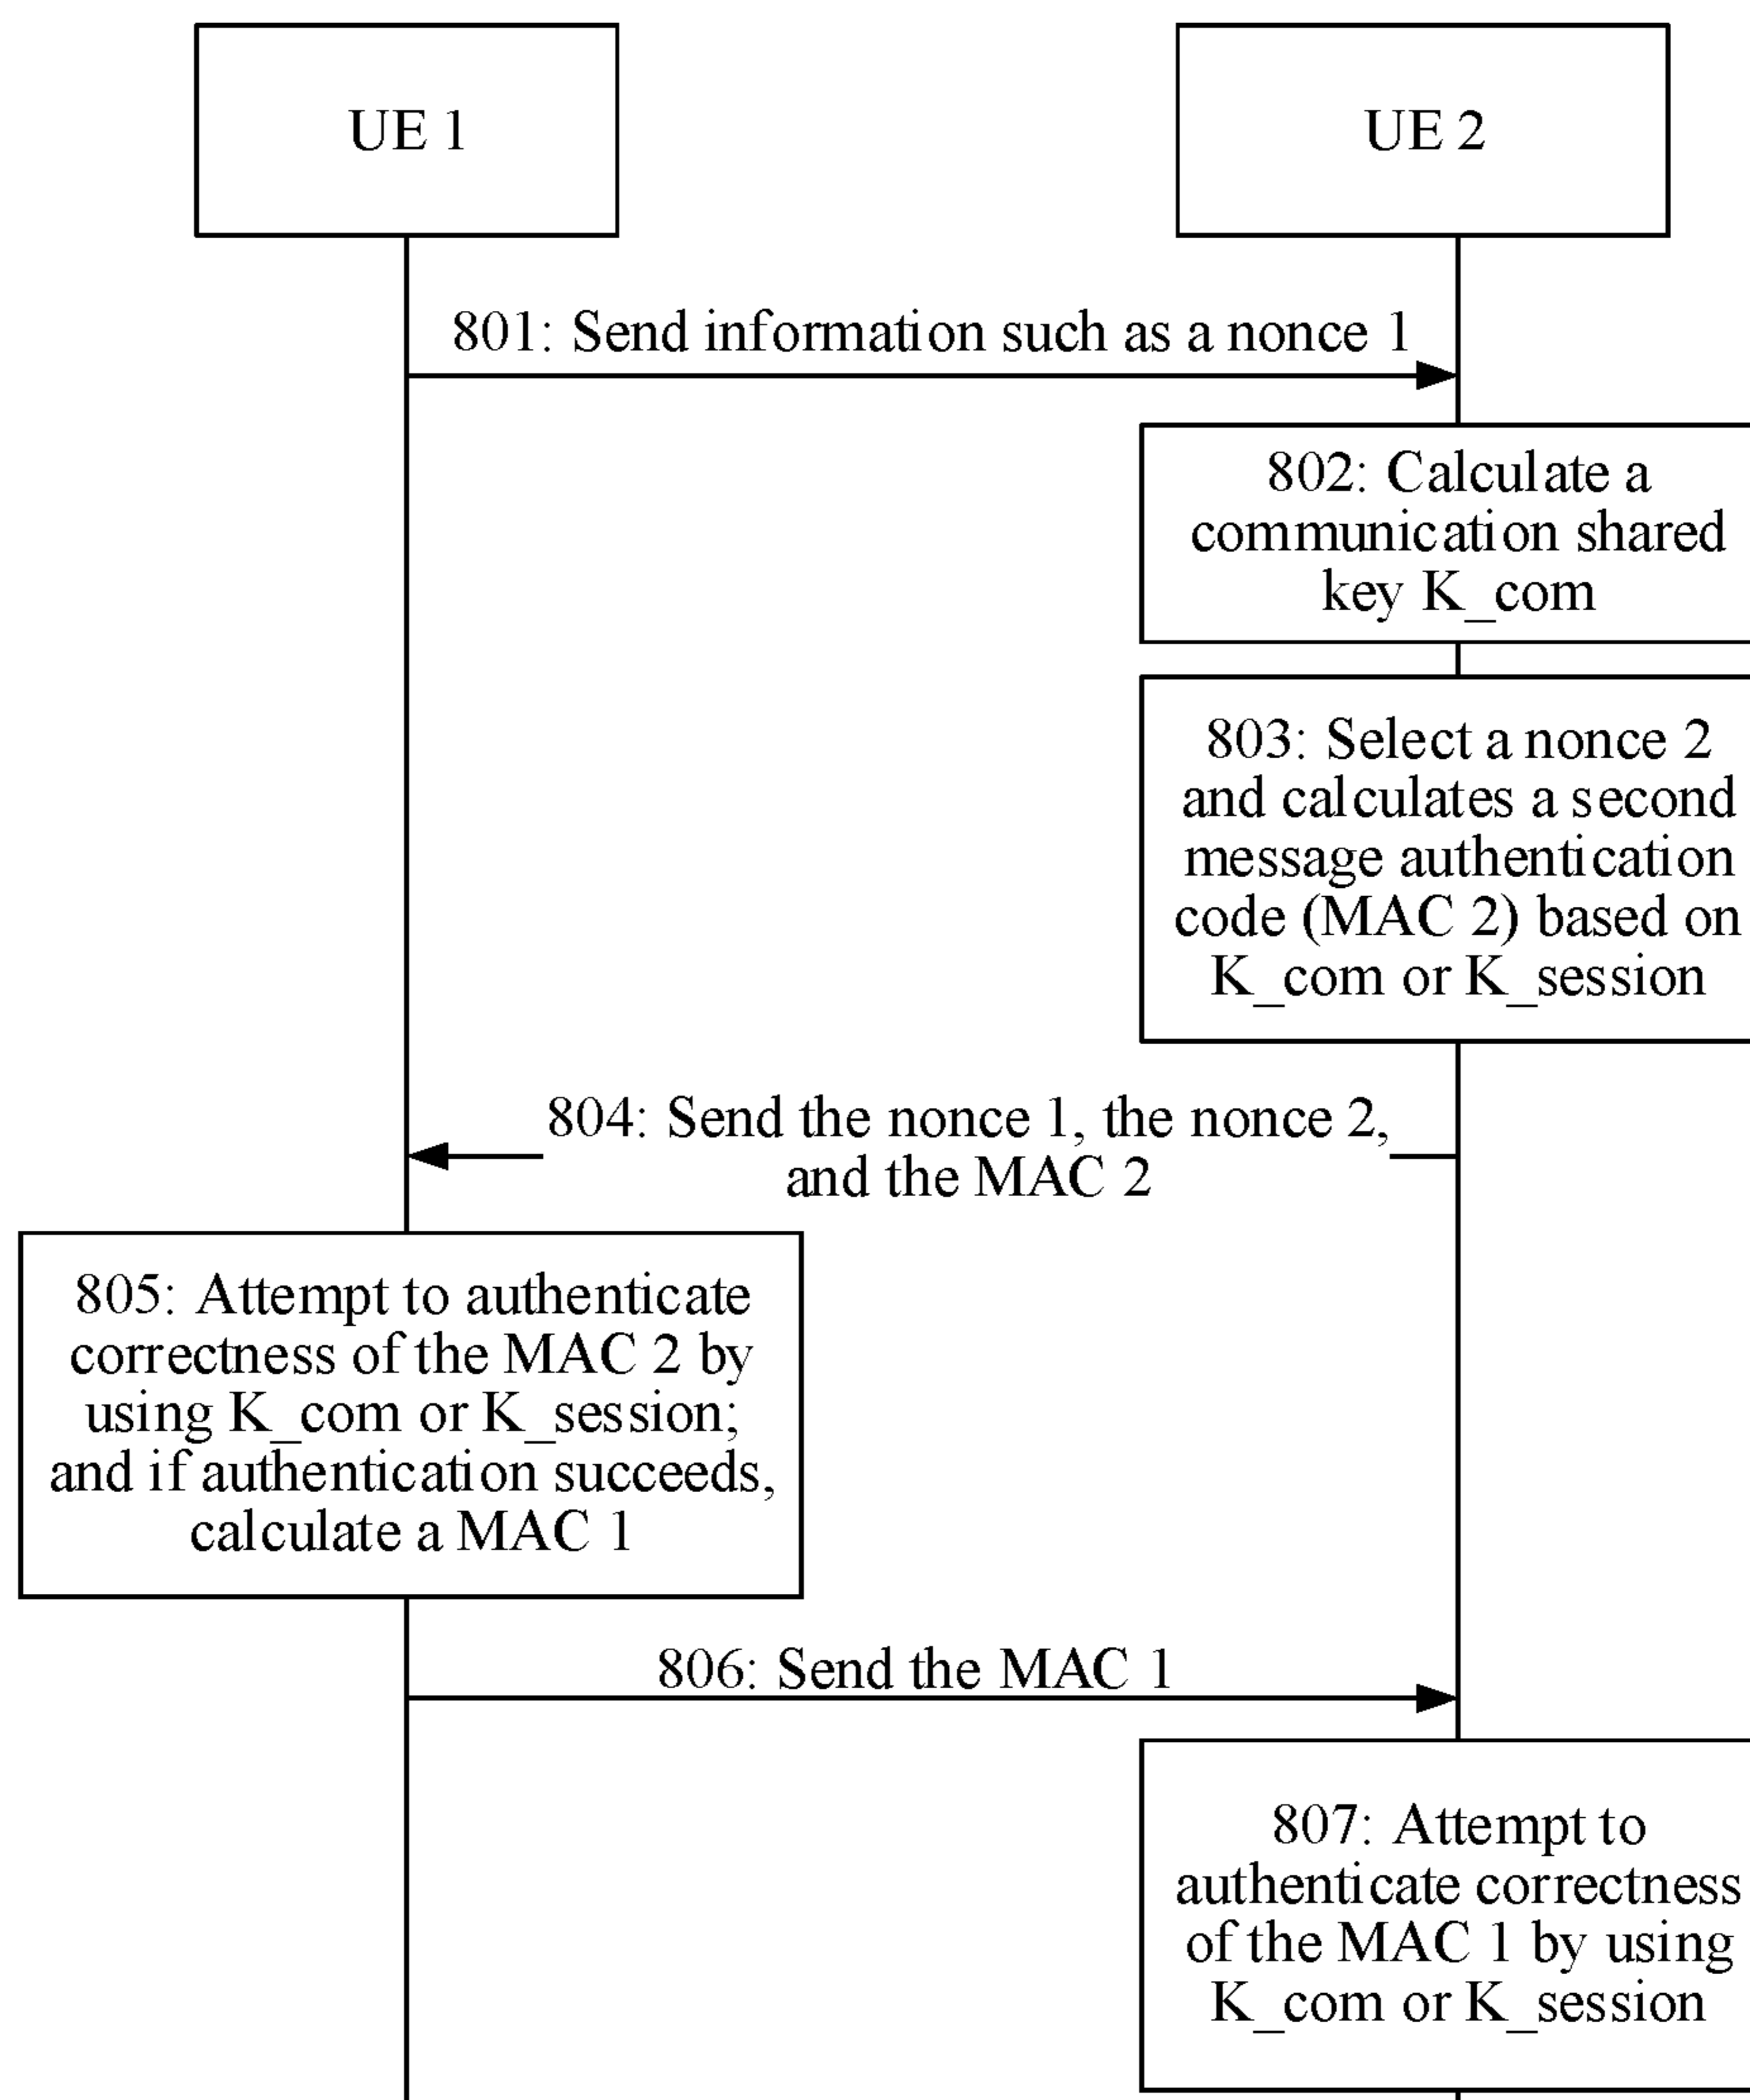 UE 1
UE 2
801: Send information such as a nonce 1
802: Calculate a
communication shared
key K_com
803: Select a nonce 2
and calculates a second
message authentication
code (MAC 2) based on
K_com or K_session
804: Send the nonce 1, the nonce 2,
and the MAC 2
805: Attempt to authenticate
correctness of the MAC 2 by
using K_com or K_session;
and if authentication succeeds,
calculate a MAC 1
806: Send the MAC 1
807: Attempt to
authenticate correctness
of the MAC 1 by using
K_com or K_session